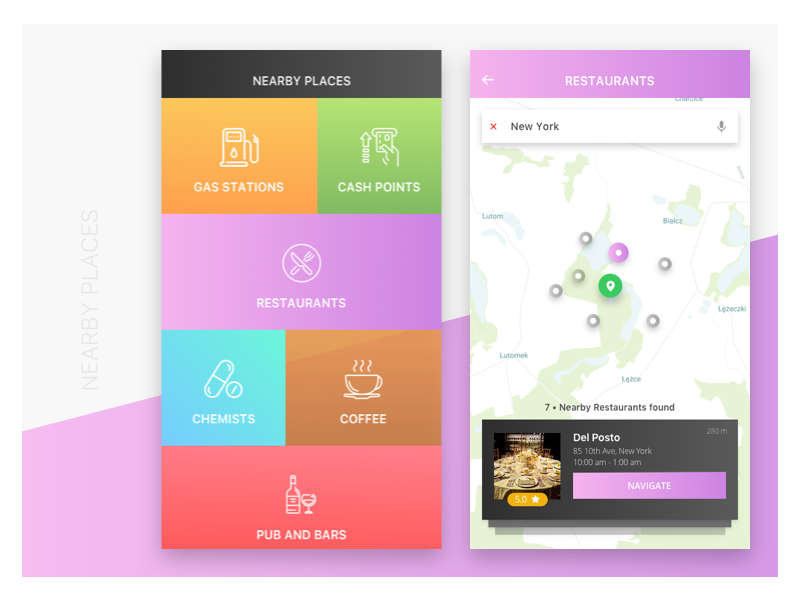 NEARBY PLACES
NEARBY PLACES
GAS STATIONS
CASH POINTS
RESTAURANTS
CHEMISTS
COFFEE
PUB AND BARS
RESTAURANTS
Charcice
New York
Lutom
Białcz
Łężeczki
Lutomek
Łężce
7 • Nearby Restaurants found
Del Posto
280 m
85 10th Ave, New York
10:00 am - 1:00 am
NAVIGATE
5.0